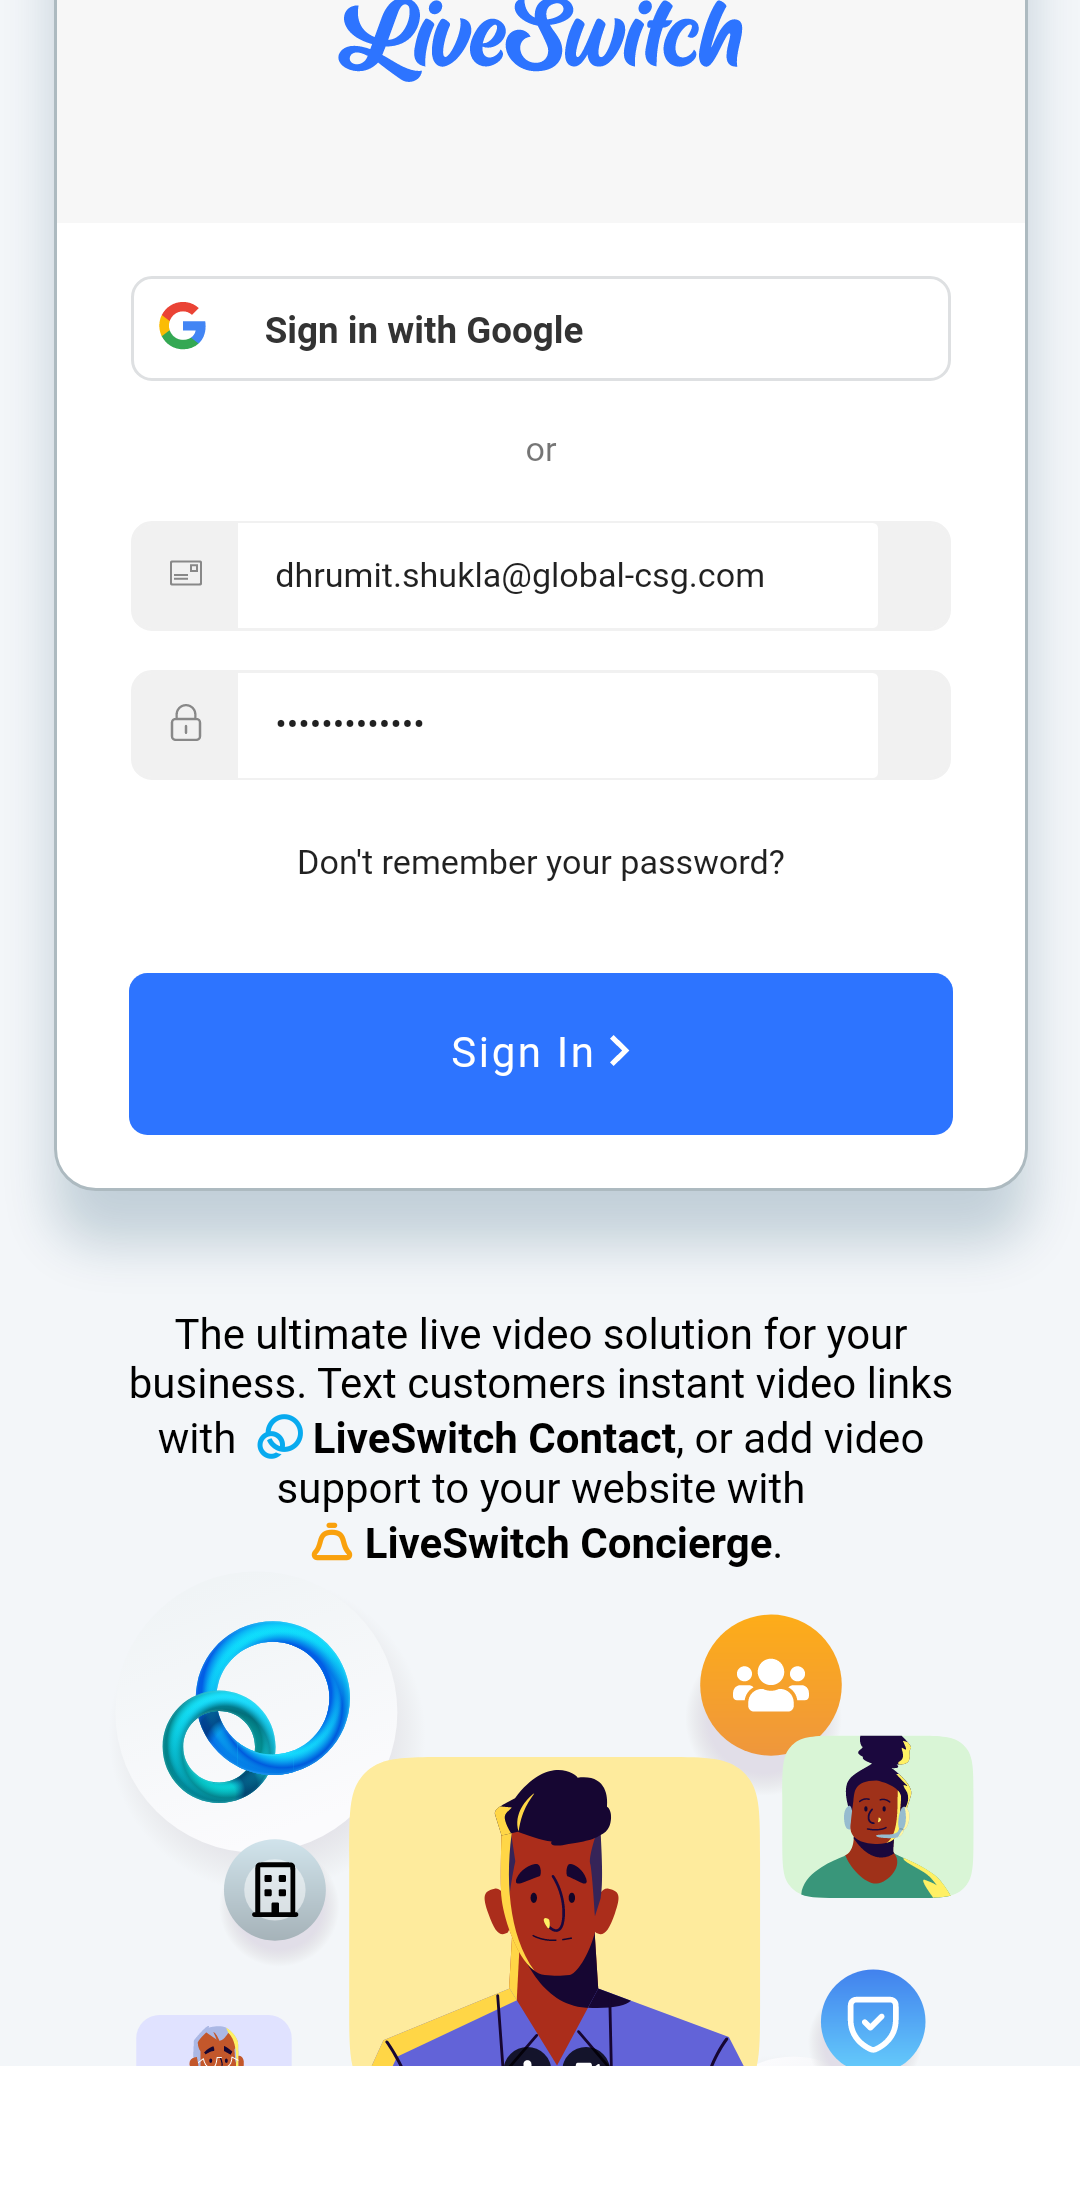 LiveSwitch
Sign in with Google
or
dhrumit.shukla@global-csg.com
•••••••••••••
Don't remember your password?
Sign In
The ultimate live video solution for your
business. Text customers instant video links
with LiveSwitch Contact, or add video
support to your website with
LiveSwitch Concierge.